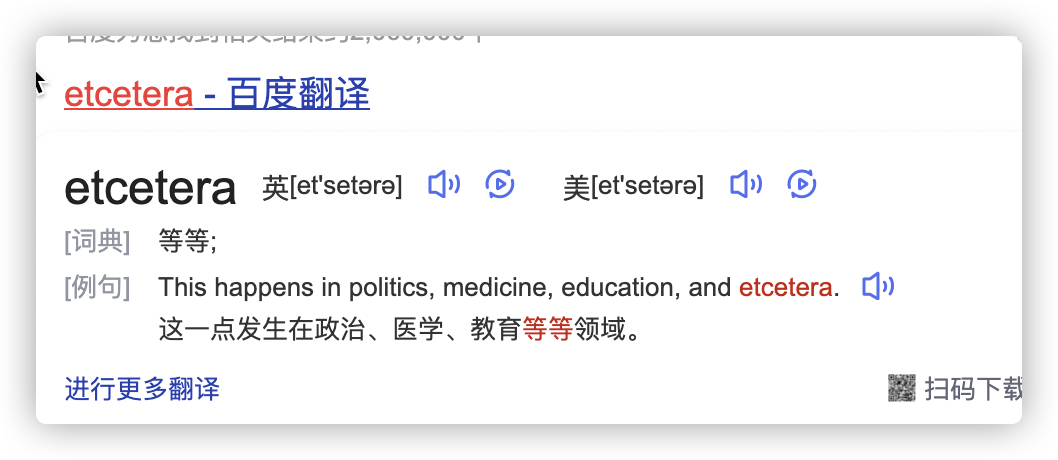 etcetera - 百度翻译
etcetera 英[et'setərə] 美[et'setərə]
[词典] 等等;
[例句] This happens in politics, medicine, education, and etcetera.
这一点发生在政治、医学、教育等等领域。
进行更多翻译 扫码下载